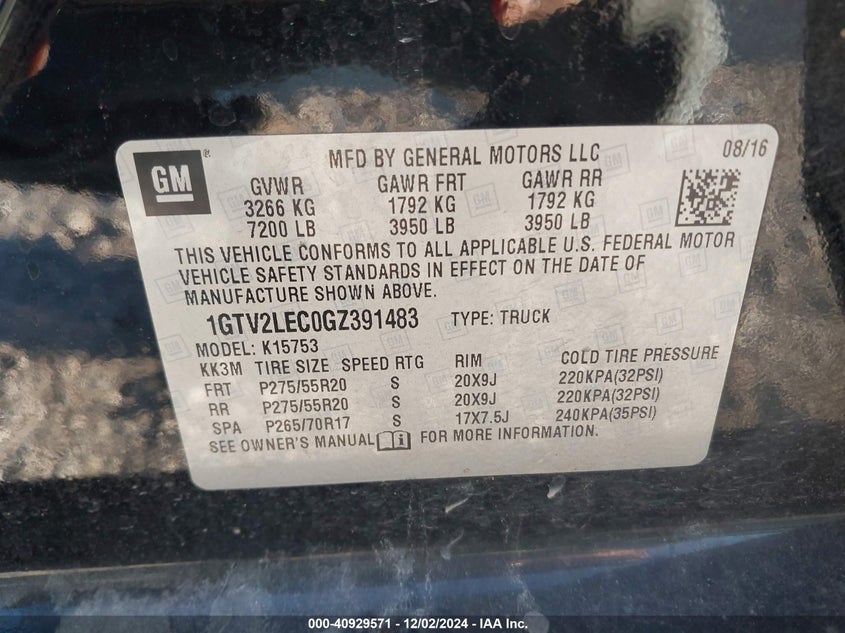 GM
MFD BY GENERAL MOTORS LLC 08/16
GVWR GAWR FRT GAWR RR
3266 KG 1792 KG 1792 KG
7200 LB 3950 LB 3950 LB
THIS VEHICLE CONFORMS TO ALL APPLICABLE U.S. FEDERAL MOTOR
VEHICLE SAFETY STANDARDS IN EFFECT ON THE DATE OF
MANUFACTURE SHOWN ABOVE.
1GTV2LEC0GZ391483 TYPE: TRUCK
MODEL: K15753
KK3M TIRE SIZE SPEED RTG RIM COLD TIRE PRESSURE
FRT P275/55R20 S 20X9J 220KPA(32PSI)
RR P275/55R20 S 20X9J 220KPA(32PSI)
SPA P265/70R17 S 17X7.5J 240KPA(35PSI)
SEE OWNER'S MANUAL FOR MORE INFORMATION.
000-40929571 - 12/02/2024 - IAA Inc.